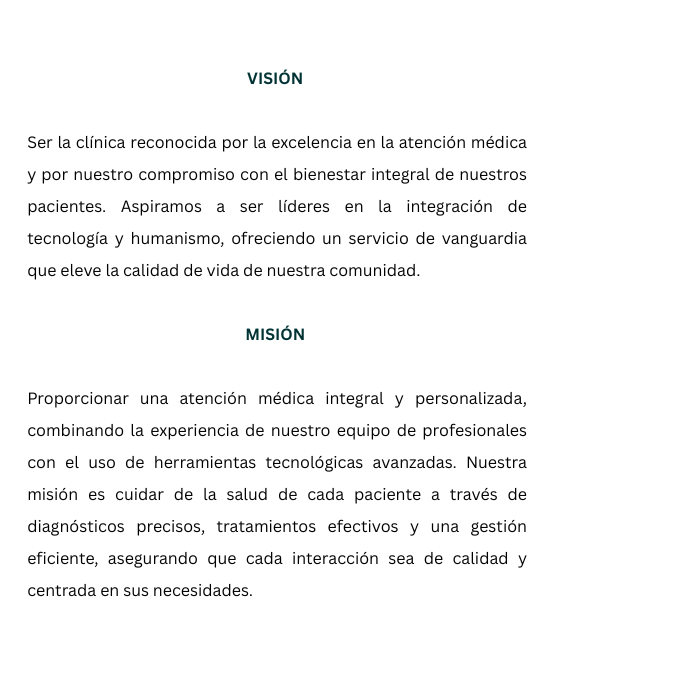 VISIÓN
Ser la clínica reconocida por la excelencia en la atención médica
y por nuestro compromiso con el bienestar integral de nuestros
pacientes. Aspiramos a ser líderes en la integración de
tecnología y humanismo, ofreciendo un servicio de vanguardia
que eleve la calidad de vida de nuestra comunidad.
MISIÓN
Proporcionar una atención médica integral y personalizada,
combinando la experiencia de nuestro equipo de profesionales
con el uso de herramientas tecnológicas avanzadas. Nuestra
misión es cuidar de la salud de cada paciente a través de
diagnósticos precisos, tratamientos efectivos y una gestión
eficiente, asegurando que cada interacción sea de calidad y
centrada en sus necesidades.